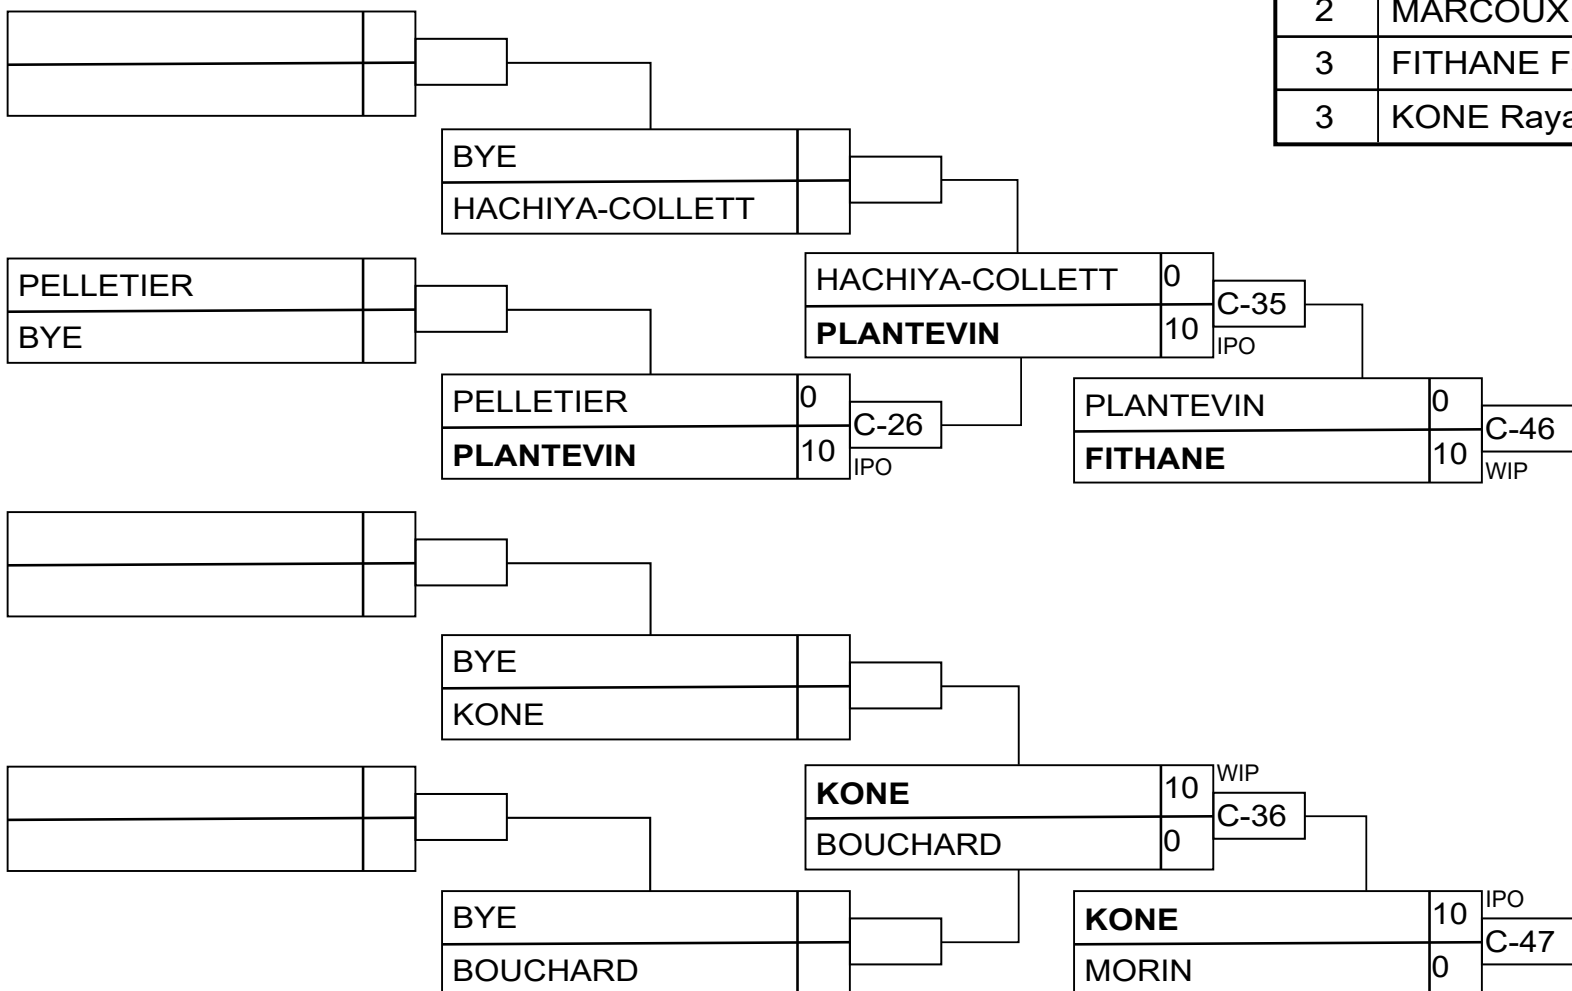 2 MARCOUX
3 FITHANE F
3 KONE Raya
BYE
HACHIYA-COLLETT
PELLETIER
BYE
HACHIYA-COLLETT 0
PLANTEVIN 10
C-35
IPO
PELLETIER 0
PLANTEVIN 10
C-26
IPO
PLANTEVIN 0
FITHANE 10
C-46
WIP
BYE
KONE
KONE 10
BOUCHARD 0
WIP
C-36
BYE
BOUCHARD
KONE 10
MORIN 0
IPO
C-47